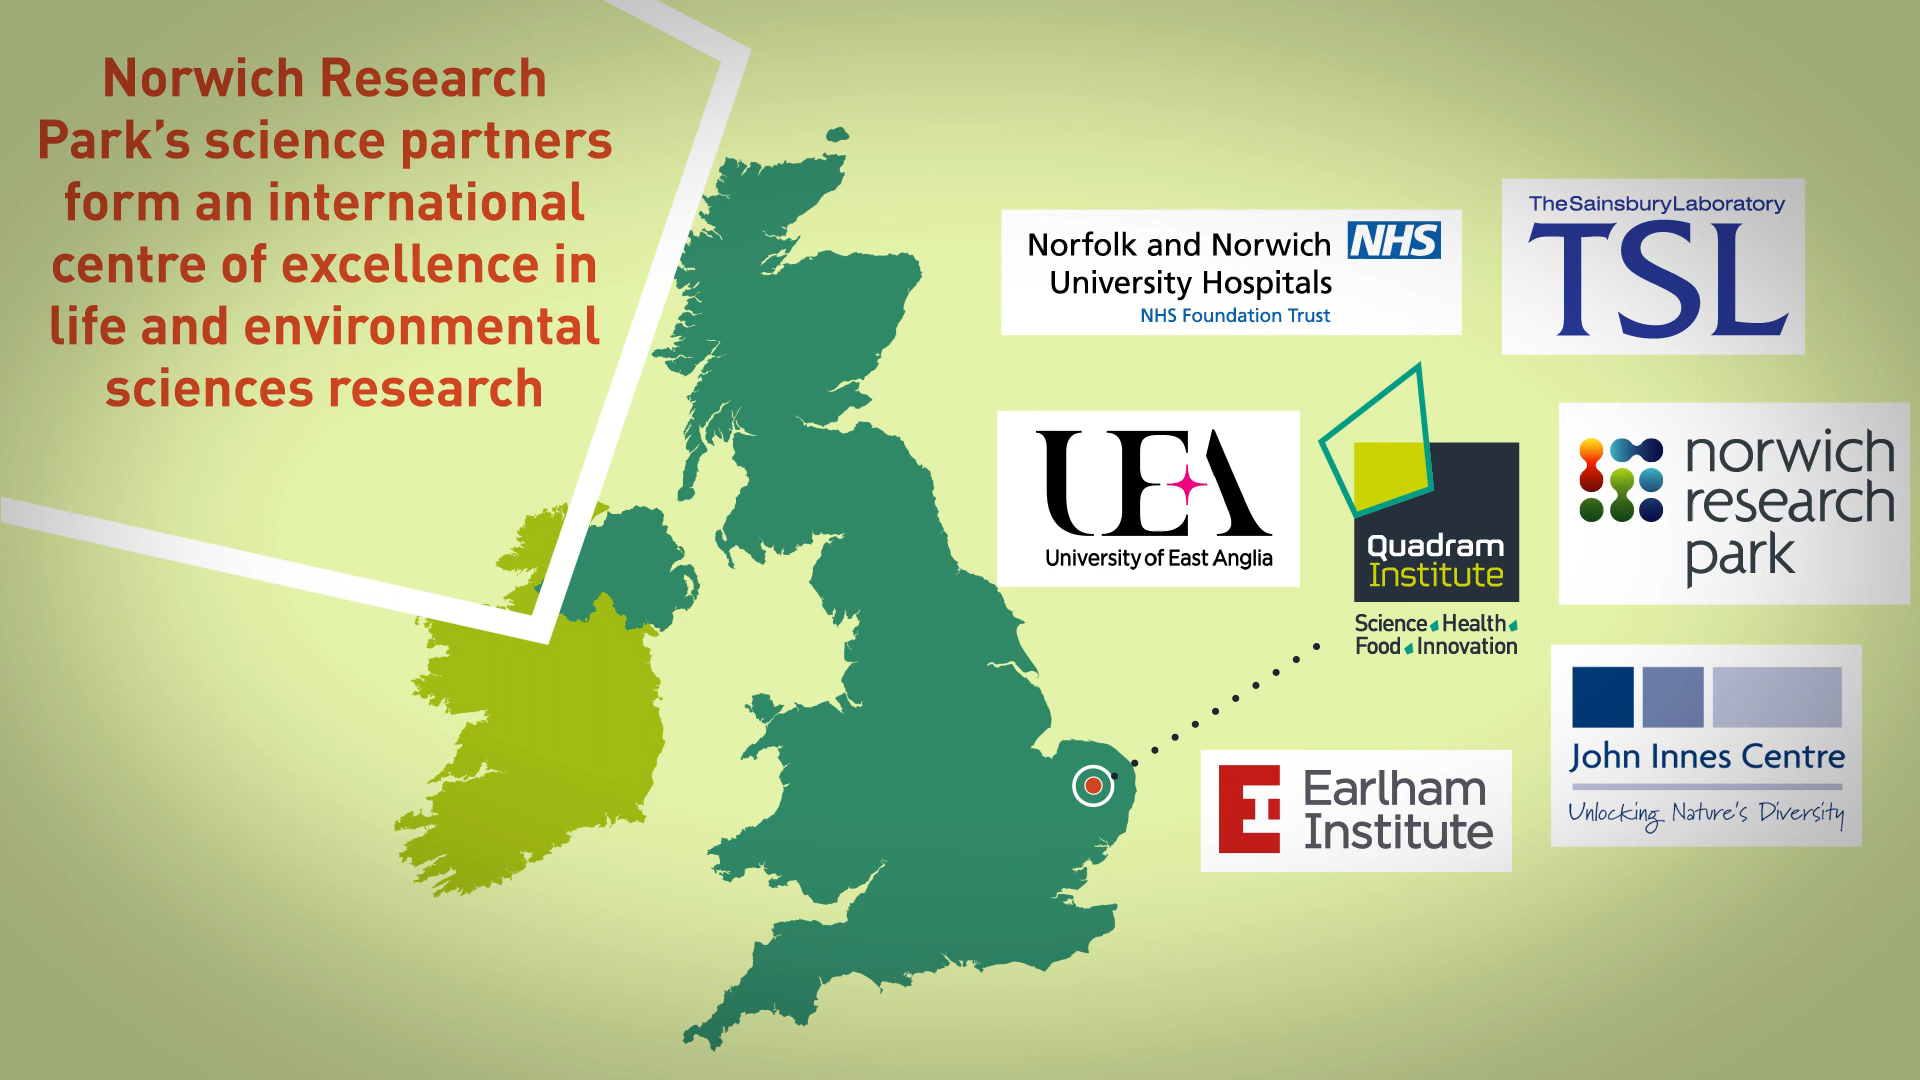 Norwich Research
Park’s science partners
form an international
centre of excellence in
life and environmental
sciences research
Norfolk and Norwich NHS
University Hospitals
NHS Foundation Trust
TheSainsburyLaboratory
TSL
UEA
University of East Anglia
Quadram
Institute
Science Health
Food Innovation
norwich
research
park
John Innes Centre
Unlocking Nature's Diversity
EI
Earlham
Institute